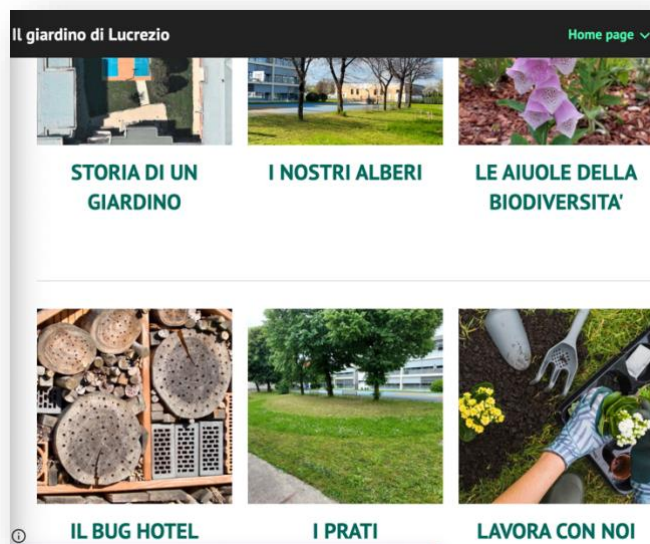 Il giardino di Lucrezio
Home page
STORIA DI UN
GIARDINO
I NOSTRI ALBERI
LE AIUOLE DELLA
BIODIVERSITA'
IL BUG HOTEL
I PRATI
LAVORA CON NOI